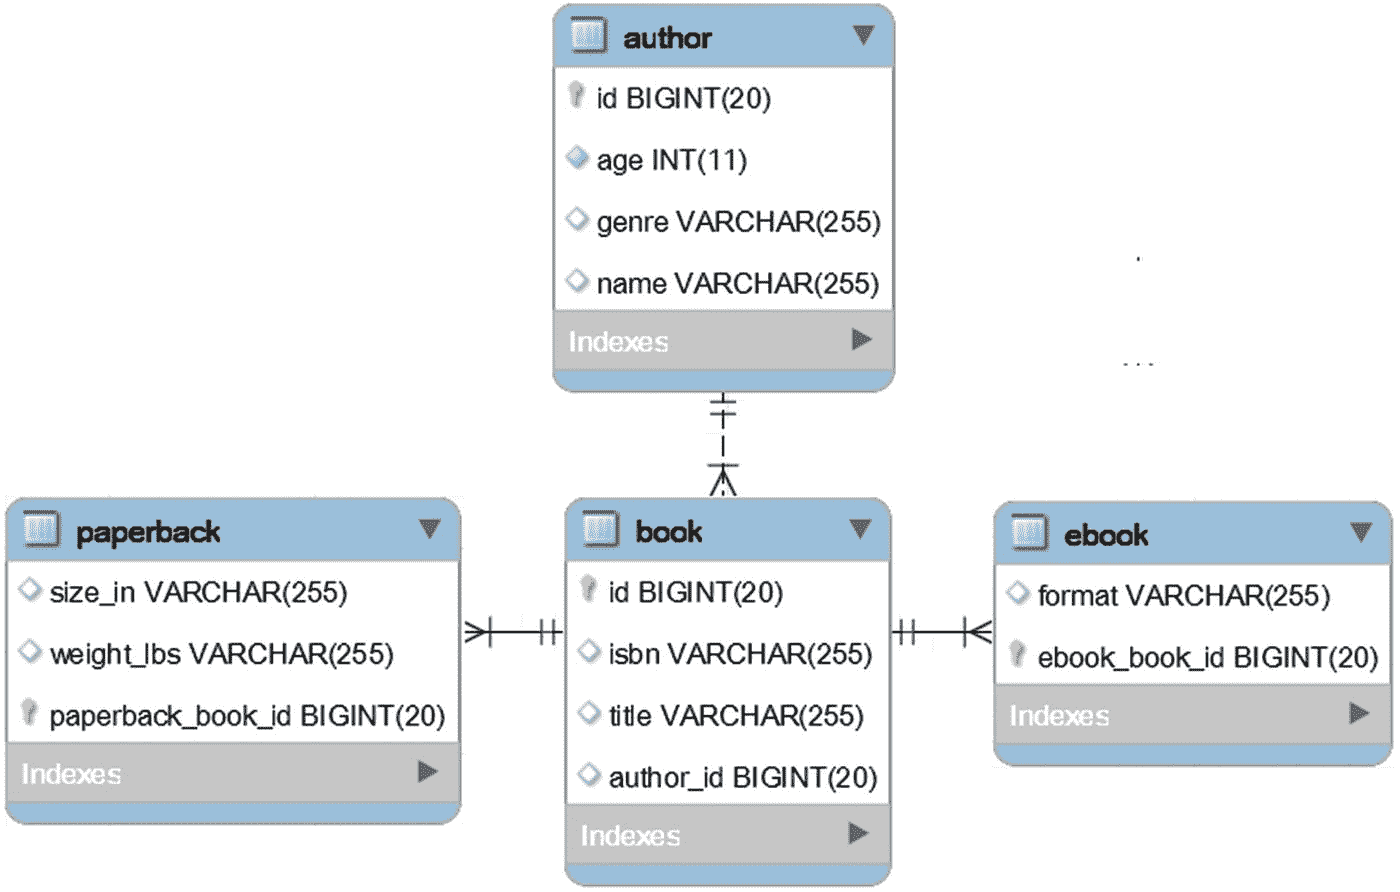 author
id BIGINT(20)
age INT(11)
genre VARCHAR(255)
name VARCHAR(255)
Indexes
paperback
size_in VARCHAR(255)
weight_lbs VARCHAR(255)
paperback_book_id BIGINT(20)
Indexes
book
id BIGINT(20)
isbn VARCHAR(255)
title VARCHAR(255)
author_id BIGINT(20)
Indexes
ebook
format VARCHAR(255)
ebook_book_id BIGINT(20)
Indexes